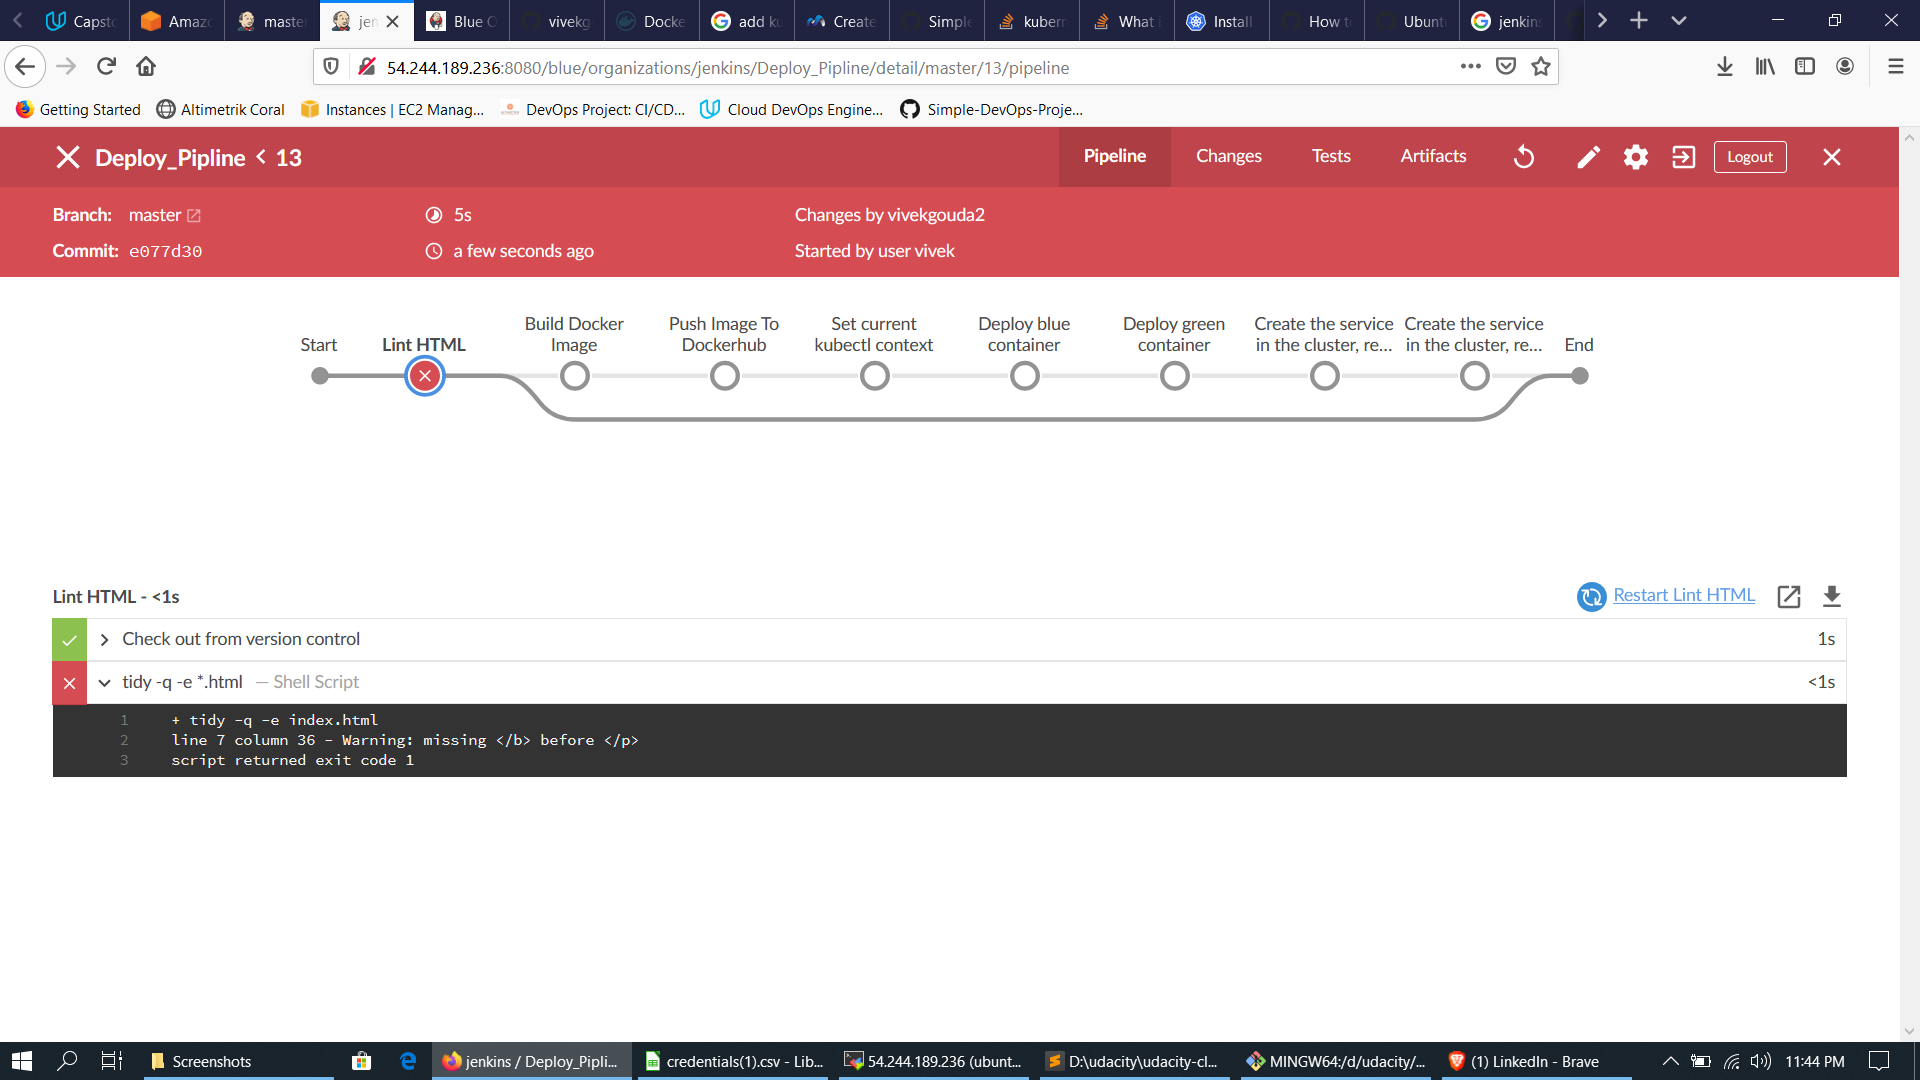 Capst
Amaz
maste
jen
Blue O
vivekg
Docke
add ku
Create
Simple
kubern
What i
Install
How t
Ubunt
jenkins
54.244.189.236:8080/blue/organizations/jenkins/Deploy_Pipline/detail/master/13/pipeline
Getting Started
Altimetrik Coral
Instances | EC2 Manag...
DevOps Project: CI/CD...
Cloud DevOps Engine...
Simple-DevOps-Proje...
Deploy_Pipline < 13
Pipeline
Changes
Tests
Artifacts
Logout
Branch: master
5s
Changes by vivekgouda2
Commit: e077d30
a few seconds ago
Started by user vivek
Start
Lint HTML
Build Docker
Image
Push Image To
Dockerhub
Set current
kubectl context
Deploy blue
container
Deploy green
container
Create the service
in the cluster, re...
Create the service
in the cluster, re...
End
Lint HTML - <1s
Restart Lint HTML
Check out from version control
1s
tidy -q -e *.html — Shell Script
<1s
1 + tidy -q -e index.html
2 line 7 column 36 - Warning: missing </b> before </p>
3 script returned exit code 1
Screenshots
jenkins / Deploy_Pipli...
credentials(1).csv - Lib...
54.244.189.236 (ubunt...
D:\udacity\udacity-cl...
MINGW64:/d/udacity/...
(1) LinkedIn - Brave
11:44 PM